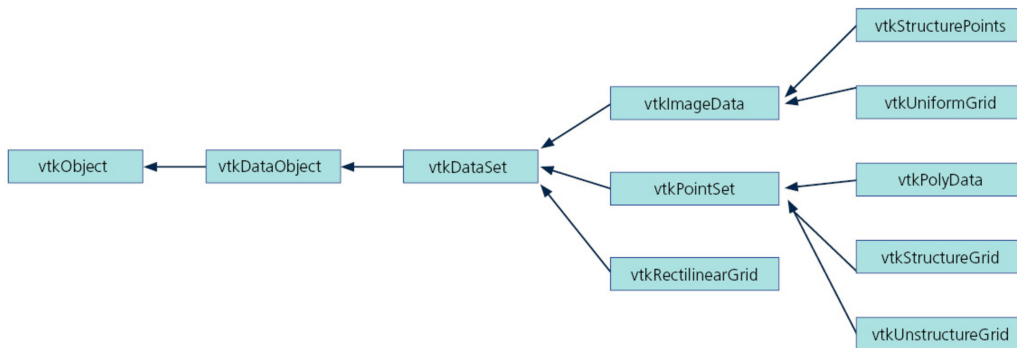 vtkStructurePoints
vtkImageData
vtkUniformGrid
vtkObject
vtkDataObject
vtkDataSet
vtkPointSet
vtkPolyData
vtkRectilinearGrid
vtkStructureGrid
vtkUnstructureGrid